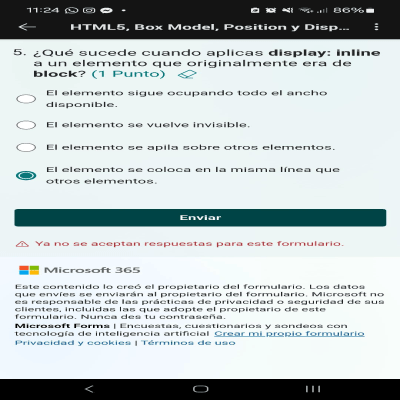 11:24
86%
HTML5, Box Model, Position y Disp...
5. ¿Qué sucede cuando aplicas display: inline
a un elemento que originalmente era de
block? (1 Punto)
El elemento sigue ocupando todo el ancho
disponible.
El elemento se vuelve invisible.
El elemento se apila sobre otros elementos.
El elemento se coloca en la misma línea que
otros elementos.
Enviar
Ya no se aceptan respuestas para este formulario.
Microsoft 365
Este contenido lo creó el propietario del formulario. Los datos
que envíes se enviarán al propietario del formulario. Microsoft no
es responsable de las prácticas de privacidad o seguridad de sus
clientes, incluidas las que adopte el propietario de este
formulario. Nunca des tu contraseña.
Microsoft Forms | Encuestas, cuestionarios y sondeos con
tecnología de inteligencia artificial Crear mi propio formulario
Privacidad y cookies | Términos de uso